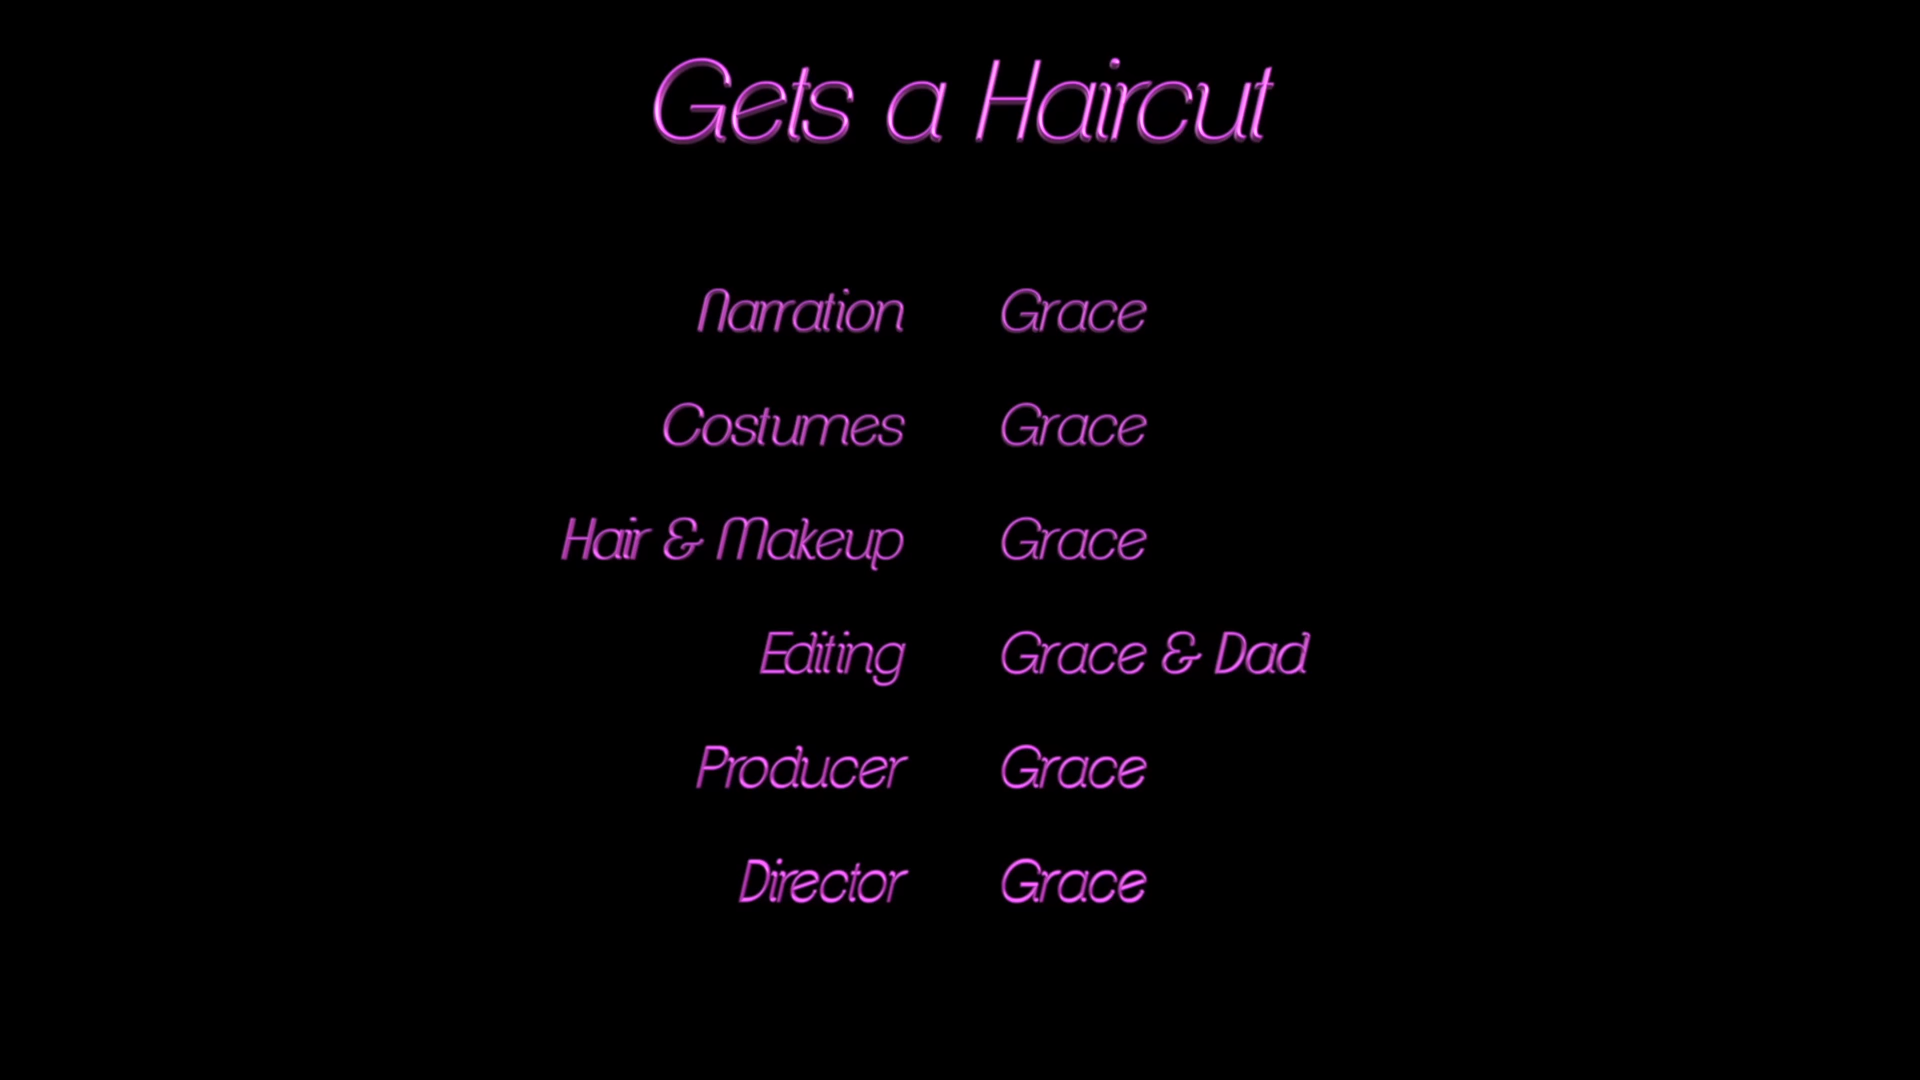 Gets a Haircut
Narration Grace
Costumes Grace
Hair & Makeup Grace
Editing Grace & Dad
Producer Grace
Director Grace